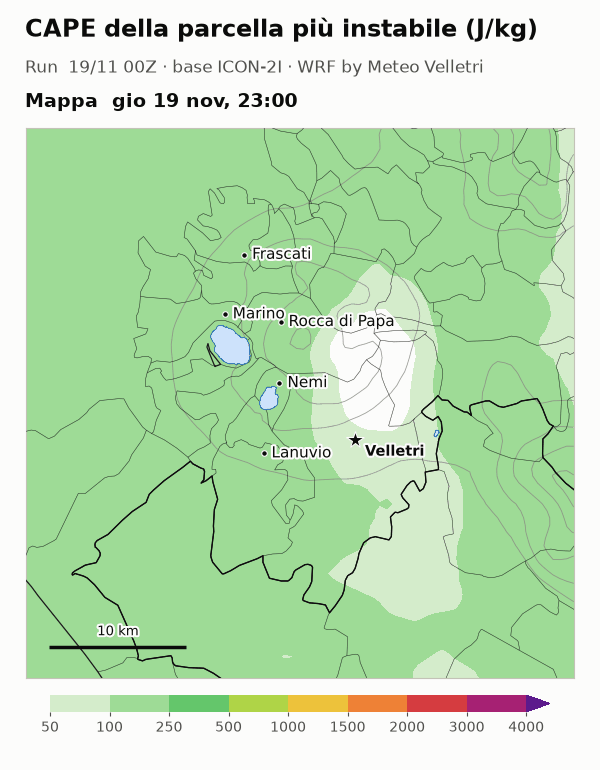 CAPE della parcella più instabile (J/kg)
Run  19/11 00Z · base ICON-2I · WRF by Meteo Velletri
Mappa  gio 19 nov, 23:00
Frascati
Marino
Rocca di Papa
Nemi
Velletri
Lanuvio
10 km
50 100 250 500 1000 1500 2000 3000 4000